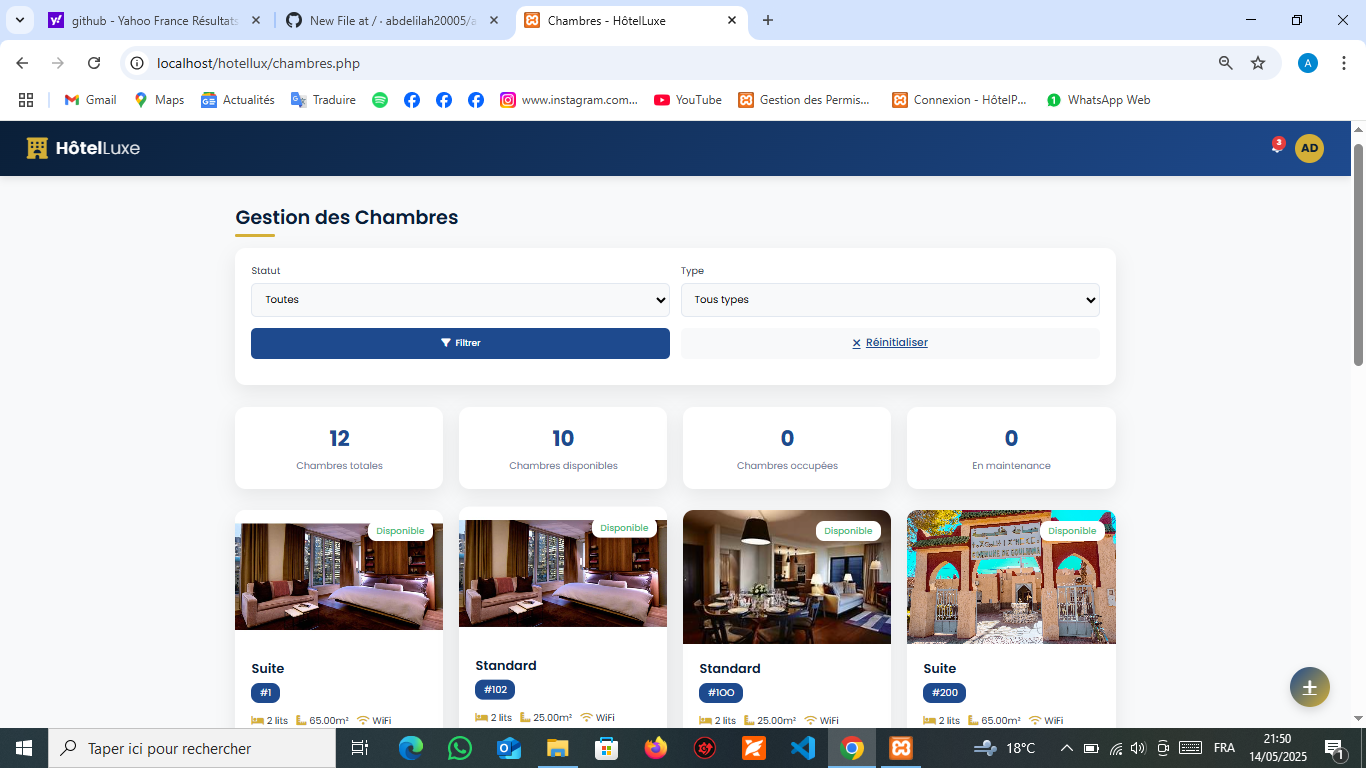 github - Yahoo France Résultats
New File at / · abdelilah20005/a
Chambres - HôtelLuxe
localhost/hotellux/chambres.php
A
Gmail
Maps
Actualités
Traduire
www.instagram.com...
YouTube
Gestion des Permis...
Connexion - HôtelP...
1
WhatsApp Web
HôtelLuxe
3
AD
Gestion des Chambres
Statut
Type
Toutes
Tous types
Filtrer
Réinitialiser
12
10
0
0
Chambres totales
Chambres disponibles
Chambres occupées
En maintenance
Disponible
Disponible
Disponible
Disponible
Suite
Standard
Standard
Suite
#1
#102
#1OO
#200
2 lits 65.00m² WiFi
2 lits 25.00m² WiFi
2 lits 25.00m² WiFi
2 lits 65.00m² WiFi
Taper ici pour rechercher
18°C
FRA
21:50
14/05/2025
1